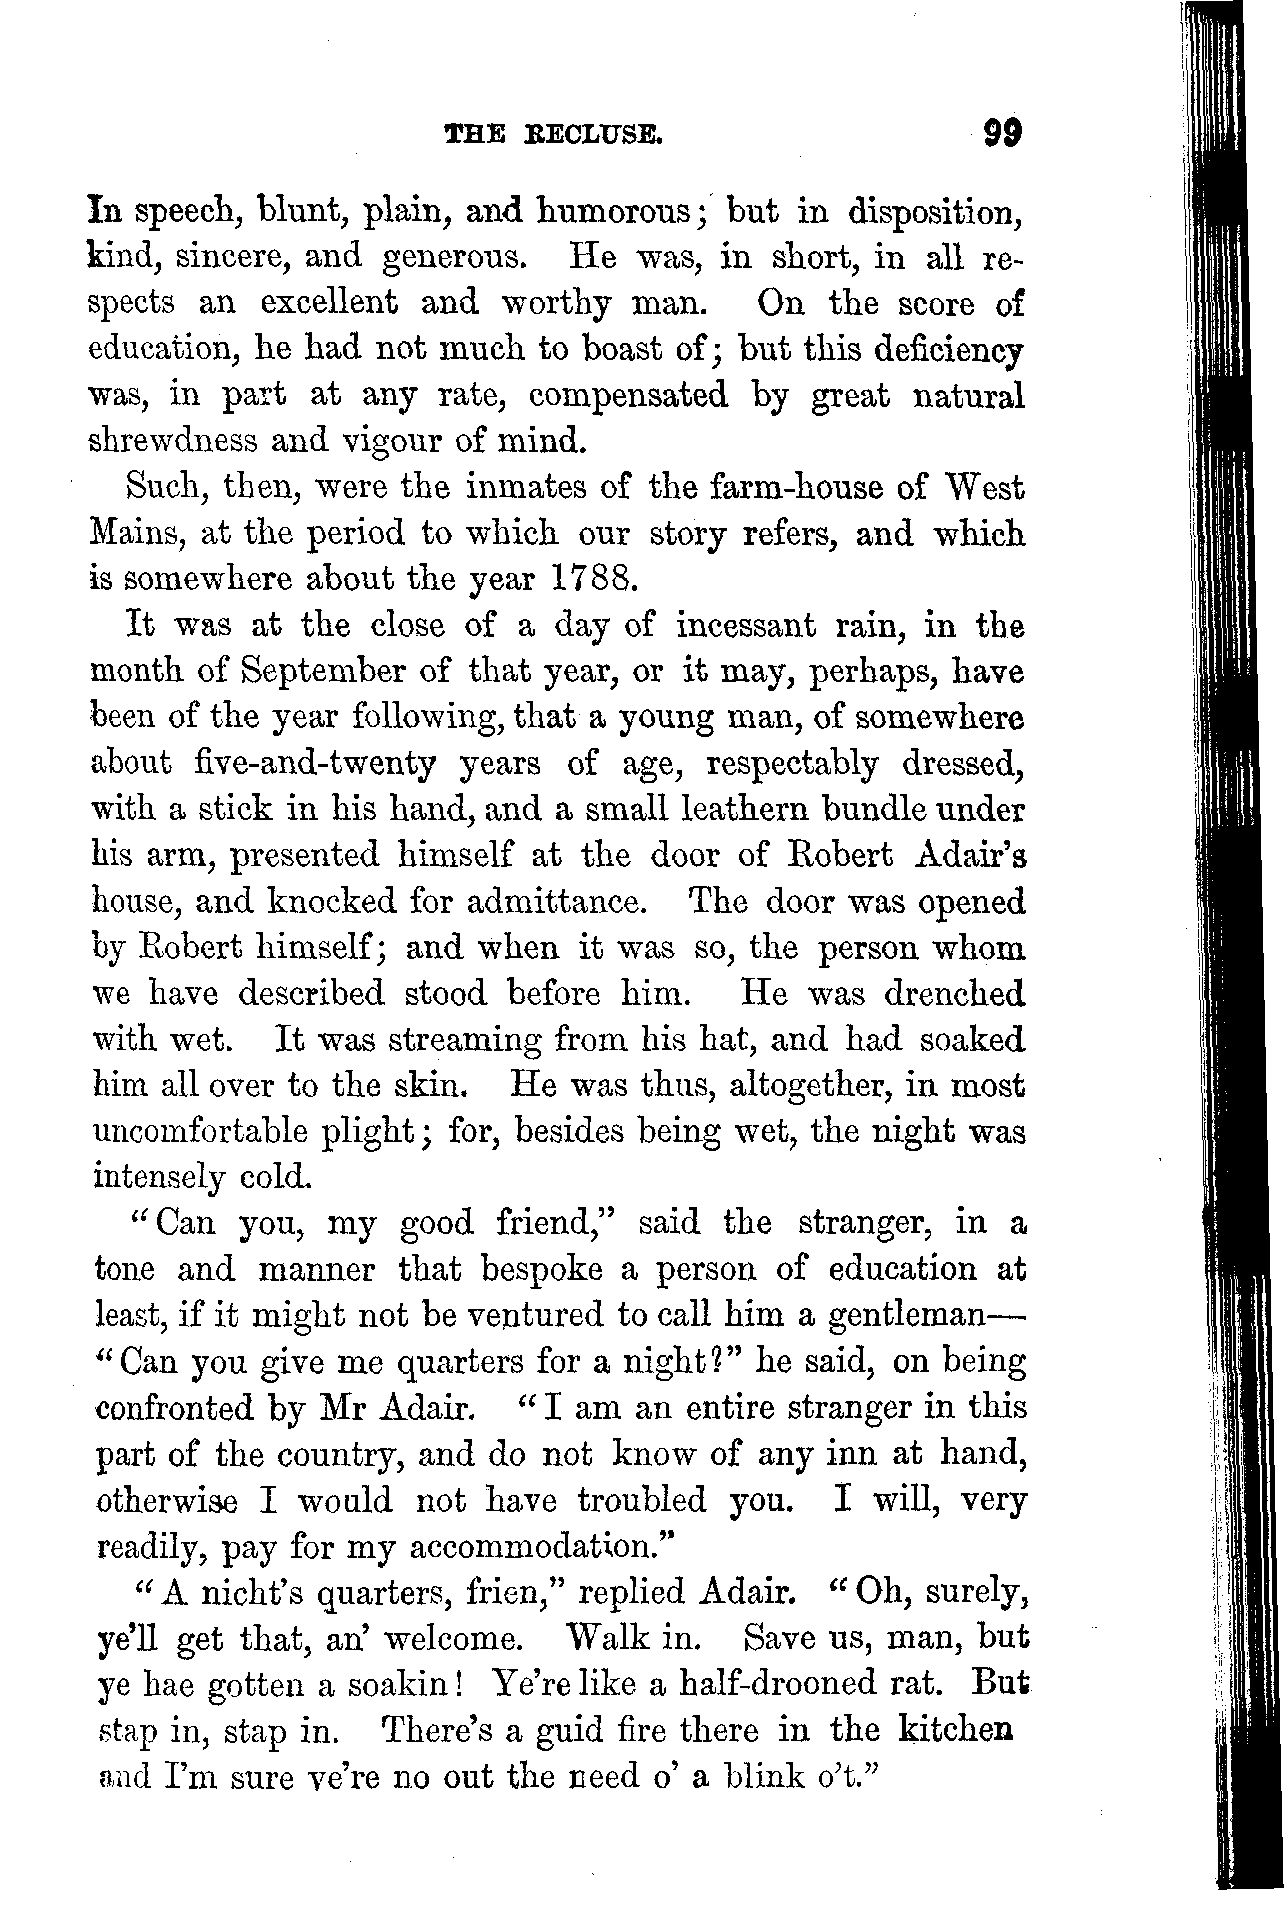 THE RECLUSE. 99
In speech, blunt, plain, and humorous; but in disposition,
kind, sincere, and generous. He was, in short, in all re-
spects an excellent and worthy man. On the score of
education, he had not much to boast of; but this deficiency
was, in part at any rate, compensated by great natural
shrewdness and vigour of mind.
Such, then, were the inmates of the farm-house of West
Mains, at the period to which our story refers, and which
is somewhere about the year 1788.
It was at the close of a day of incessant rain, in the
month of September of that year, or it may, perhaps, have
been of the year following, that a young man, of somewhere
about five-and-twenty years of age, respectably dressed,
with a stick in his hand, and a small leathern bundle under
his arm, presented himself at the door of Robert Adair's
house, and knocked for admittance. The door was opened
by Robert himself; and when it was so, the person whom
we have described stood before him. He was drenched
with wet. It was streaming from his hat, and had soaked
him all over to the skin. He was thus, altogether, in most
uncomfortable plight; for, besides being wet, the night was
intensely cold.
"Can you, my good friend," said the stranger, in a
tone and manner that bespoke a person of education at
least, if it might not be ventured to call him a gentleman—
"Can you give me quarters for a night?" he said, on being
confronted by Mr Adair. "I am an entire stranger in this
part of the country, and do not know of any inn at hand,
otherwise I would not have troubled you. I will, very
readily, pay for my accommodation."
"A nicht's quarters, frien," replied Adair. "Oh, surely,
ye'll get that, an' welcome. Walk in. Save us, man, but
ye hae gotten a soakin! Ye're like a half-drooned rat. But
stap in, stap in. There's a guid fire there in the kitchen
and I'm sure ye're no out the need o' a blink o't."